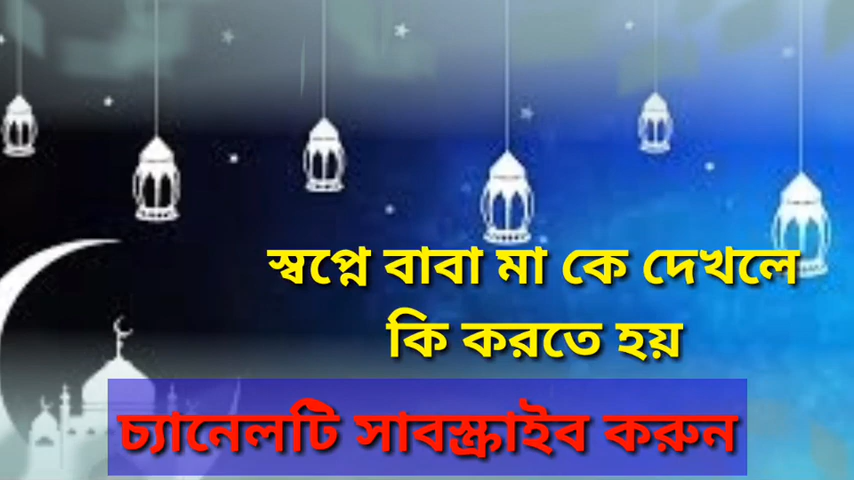 স্বপ্নে বাবা মা কে দেখলে
কি করতে হয়
চ্যানেলটি সাবস্ক্রাইব করুন